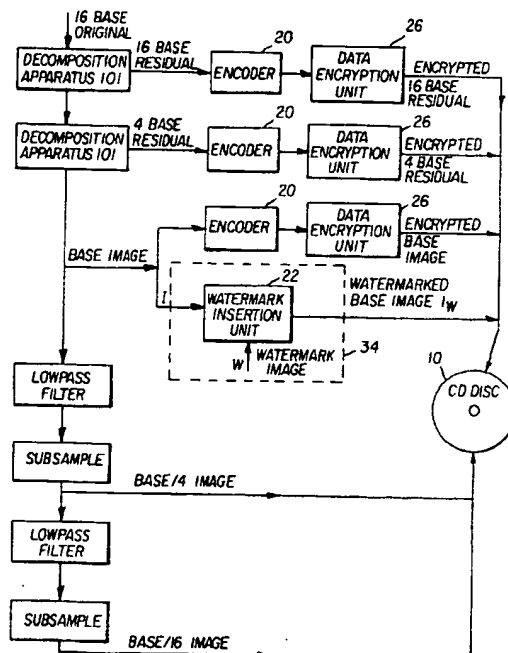 16 BASE
ORIGINAL
DECOMPOSITION
APPARATUS 101
16 BASE
RESIDUAL
20
ENCODER
26
DATA
ENCRYPTION
UNIT
ENCRYPTED
16 BASE
RESIDUAL
DECOMPOSITION
APPARATUS 101
4 BASE
RESIDUAL
20
ENCODER
26
DATA
ENCRYPTION
UNIT
ENCRYPTED
4 BASE
RESIDUAL
20
ENCODER
26
DATA
ENCRYPTION
UNIT
ENCRYPTED
BASE
IMAGE
BASE IMAGE
I
22
WATERMARK
INSERTION
UNIT
WATERMARKED
BASE IMAGE IW
W
WATERMARK
IMAGE
34
LOWPASS
FILTER
10
CD DISC
SUBSAMPLE
BASE/4 IMAGE
LOWPASS
FILTER
SUBSAMPLE
BASE/16 IMAGE